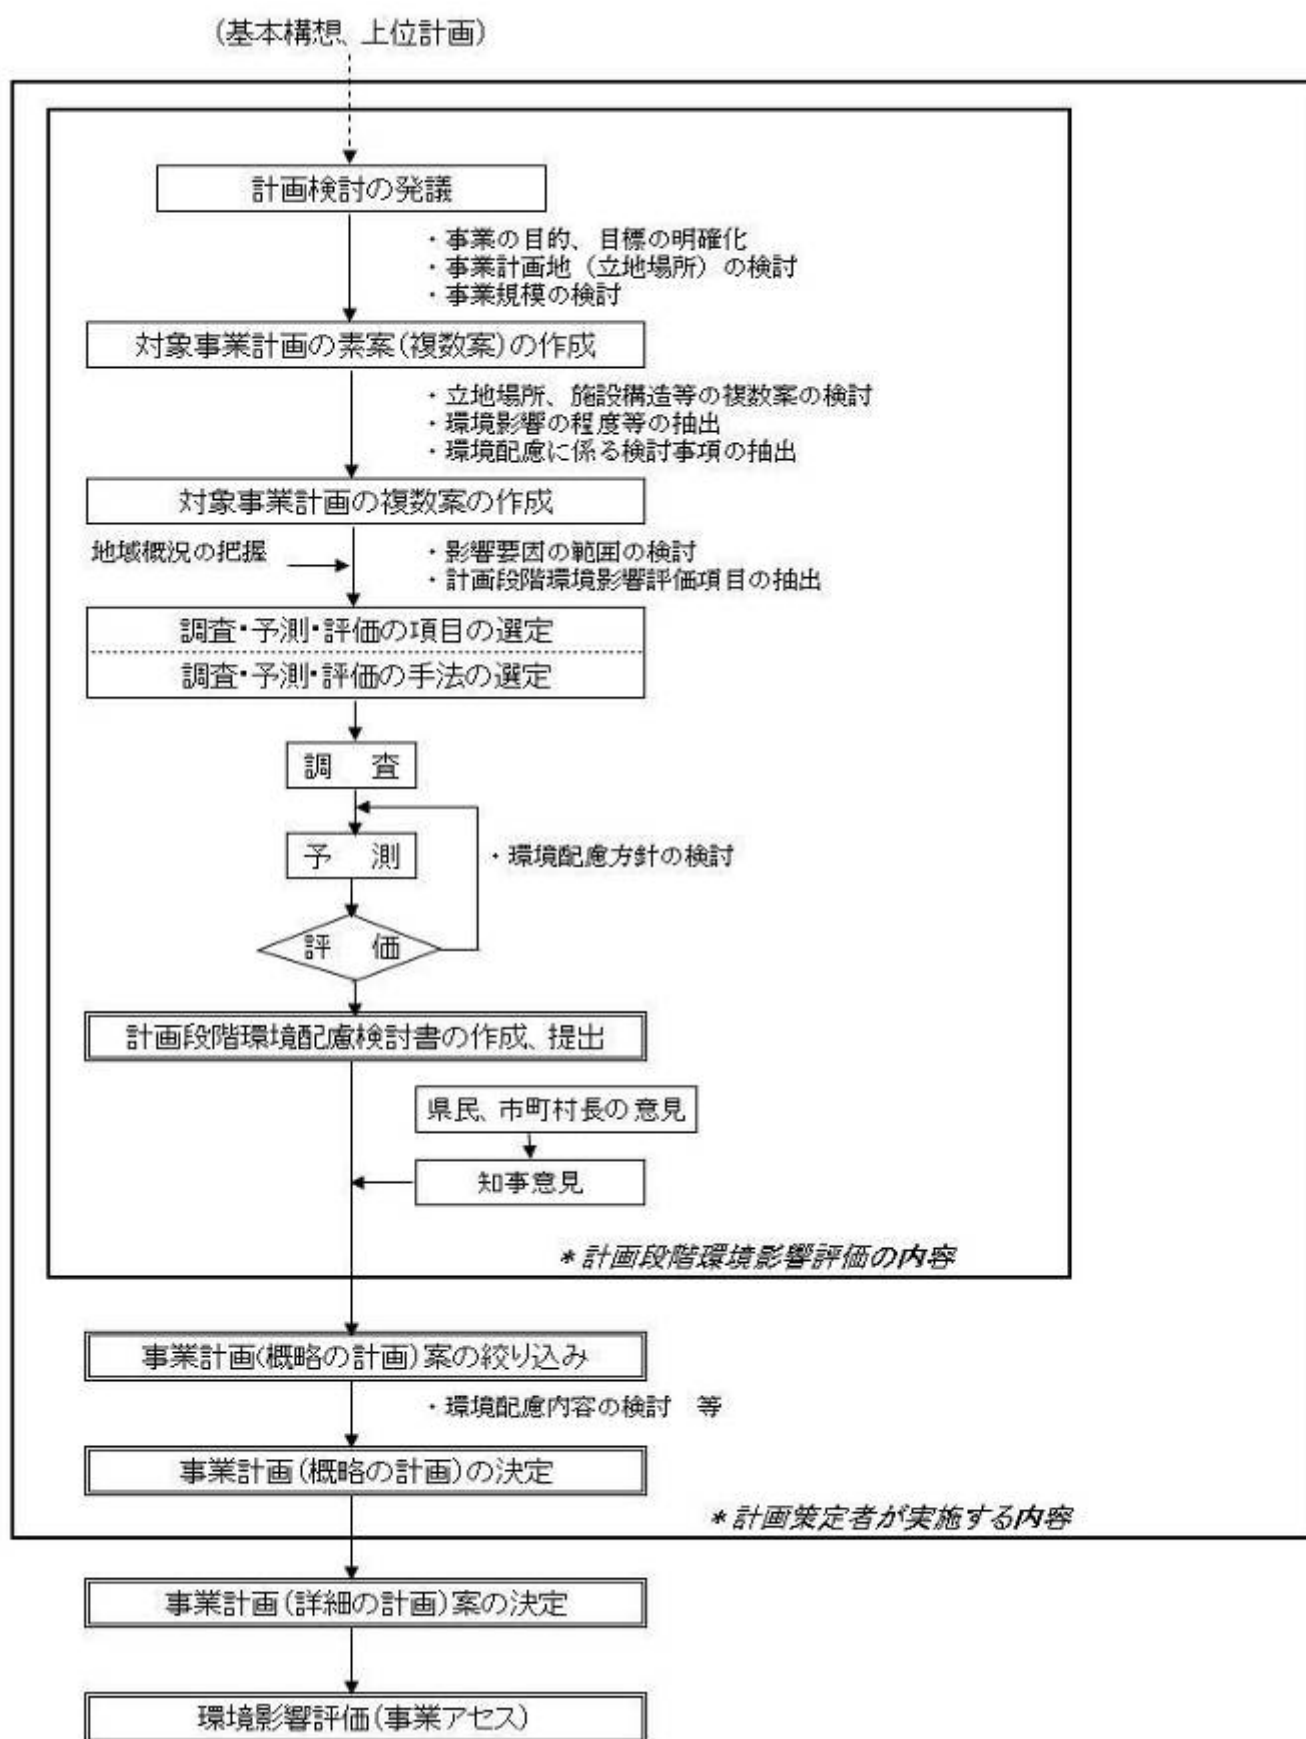 (基本構想、上位計画)
計画検討の発議
・事業の目的、目標の明確化
・事業計画地（立地場所）の検討
・事業規模の検討
対象事業計画の素案(複数案)の作成
・立地場所、施設構造等の複数案の検討
・環境影響の程度等の抽出
・環境配慮に係る検討事項の抽出
対象事業計画の複数案の作成
地域概況の把握
・影響要因の範囲の検討
・計画段階環境影響評価項目の抽出
調査・予測・評価の項目の選定
調査・予測・評価の手法の選定
調　査
予　測
・環境配慮方針の検討
評　価
計画段階環境配慮検討書の作成、提出
県民、市町村長の意見
知事意見
＊計画段階環境影響評価の内容
事業計画(概略の計画)案の絞り込み
・環境配慮内容の検討　等
事業計画(概略の計画)の決定
＊計画策定者が実施する内容
事業計画(詳細の計画)案の決定
環境影響評価(事業アセス)